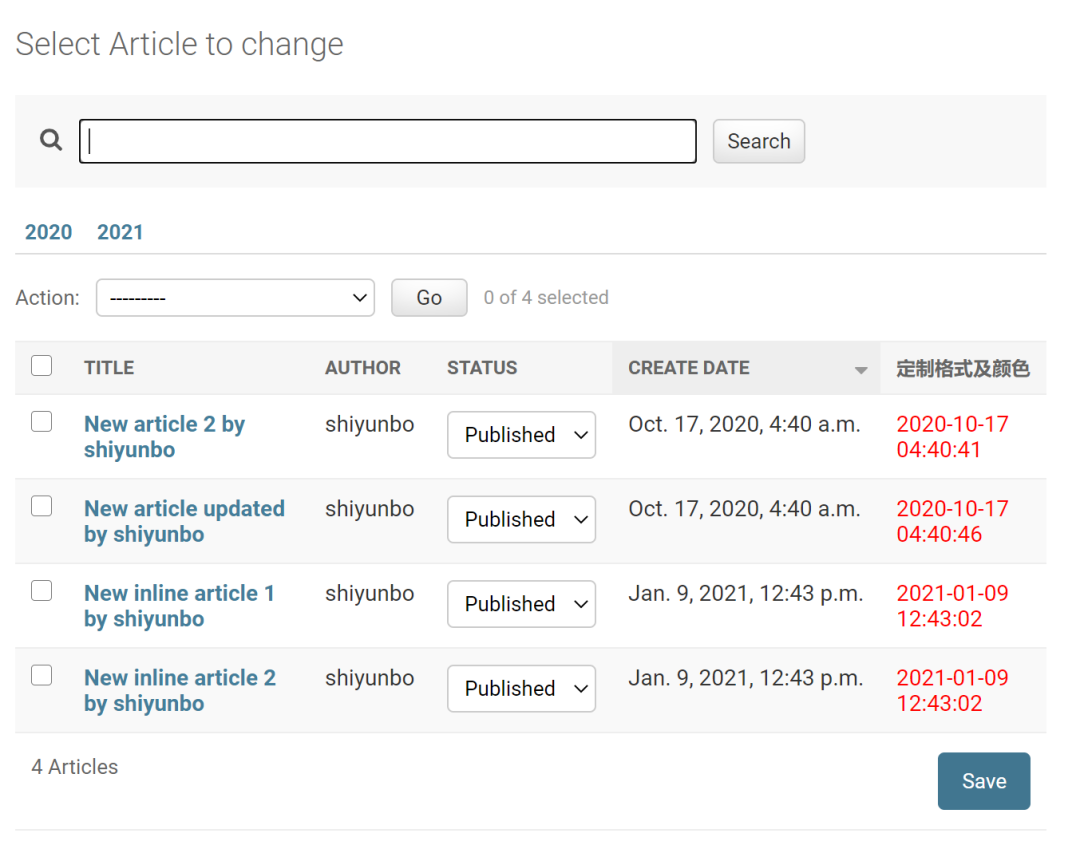 Select Article to change
Search
2020 2021
Action: --------- Go 0 of 4 selected
TITLE AUTHOR STATUS CREATE DATE 定制格式及颜色
New article 2 by shiyunbo Published Oct. 17, 2020, 4:40 a.m. 2020-10-17
shiyunbo 04:40:41
New article updated shiyunbo Published Oct. 17, 2020, 4:40 a.m. 2020-10-17
by shiyunbo 04:40:46
New inline article 1 shiyunbo Published Jan. 9, 2021, 12:43 p.m. 2021-01-09
by shiyunbo 12:43:02
New inline article 2 shiyunbo Published Jan. 9, 2021, 12:43 p.m. 2021-01-09
by shiyunbo 12:43:02
4 Articles
Save